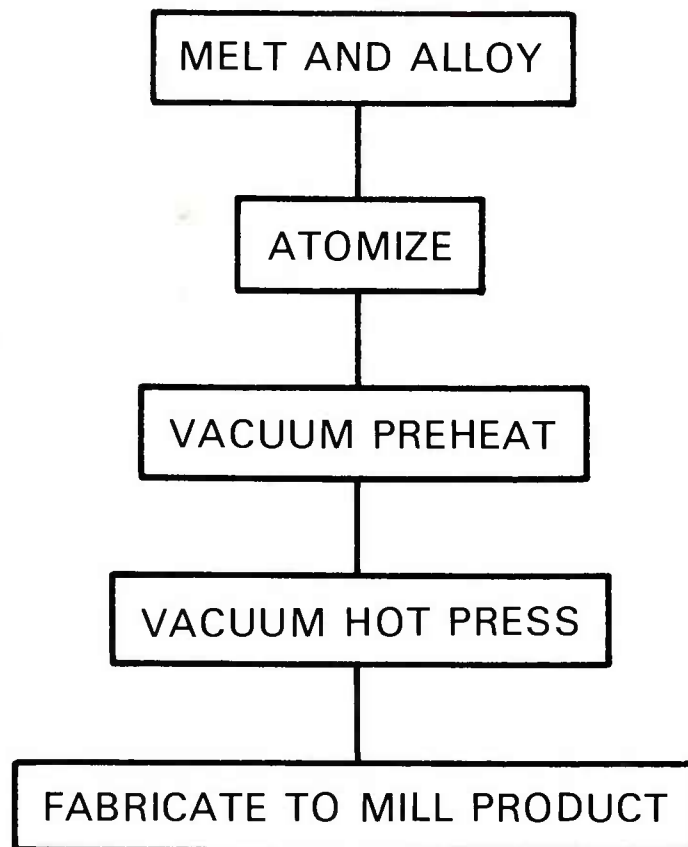 MELT AND ALLOY
ATOMIZE
VACUUM PREHEAT
VACUUM HOT PRESS
FABRICATE TO MILL PRODUCT